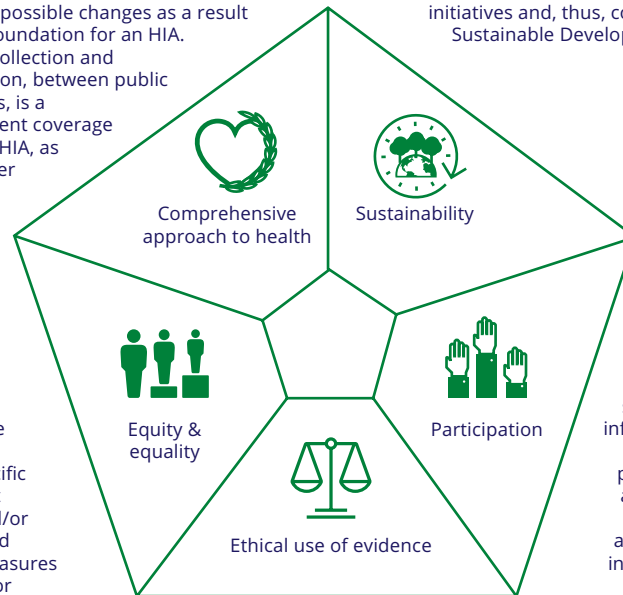 possible changes as a result
oundation for an HIA.
ollection and
on, between public
s, is a
ent coverage
HIA, as
er
initiatives and, thus, co
Sustainable Develop
Comprehensive
approach to health
Sustainability
Equity &
equality
Participation
Ethical use of evidence
e
ific
t
l/or
d
asures
or
inf
p
a
a
in